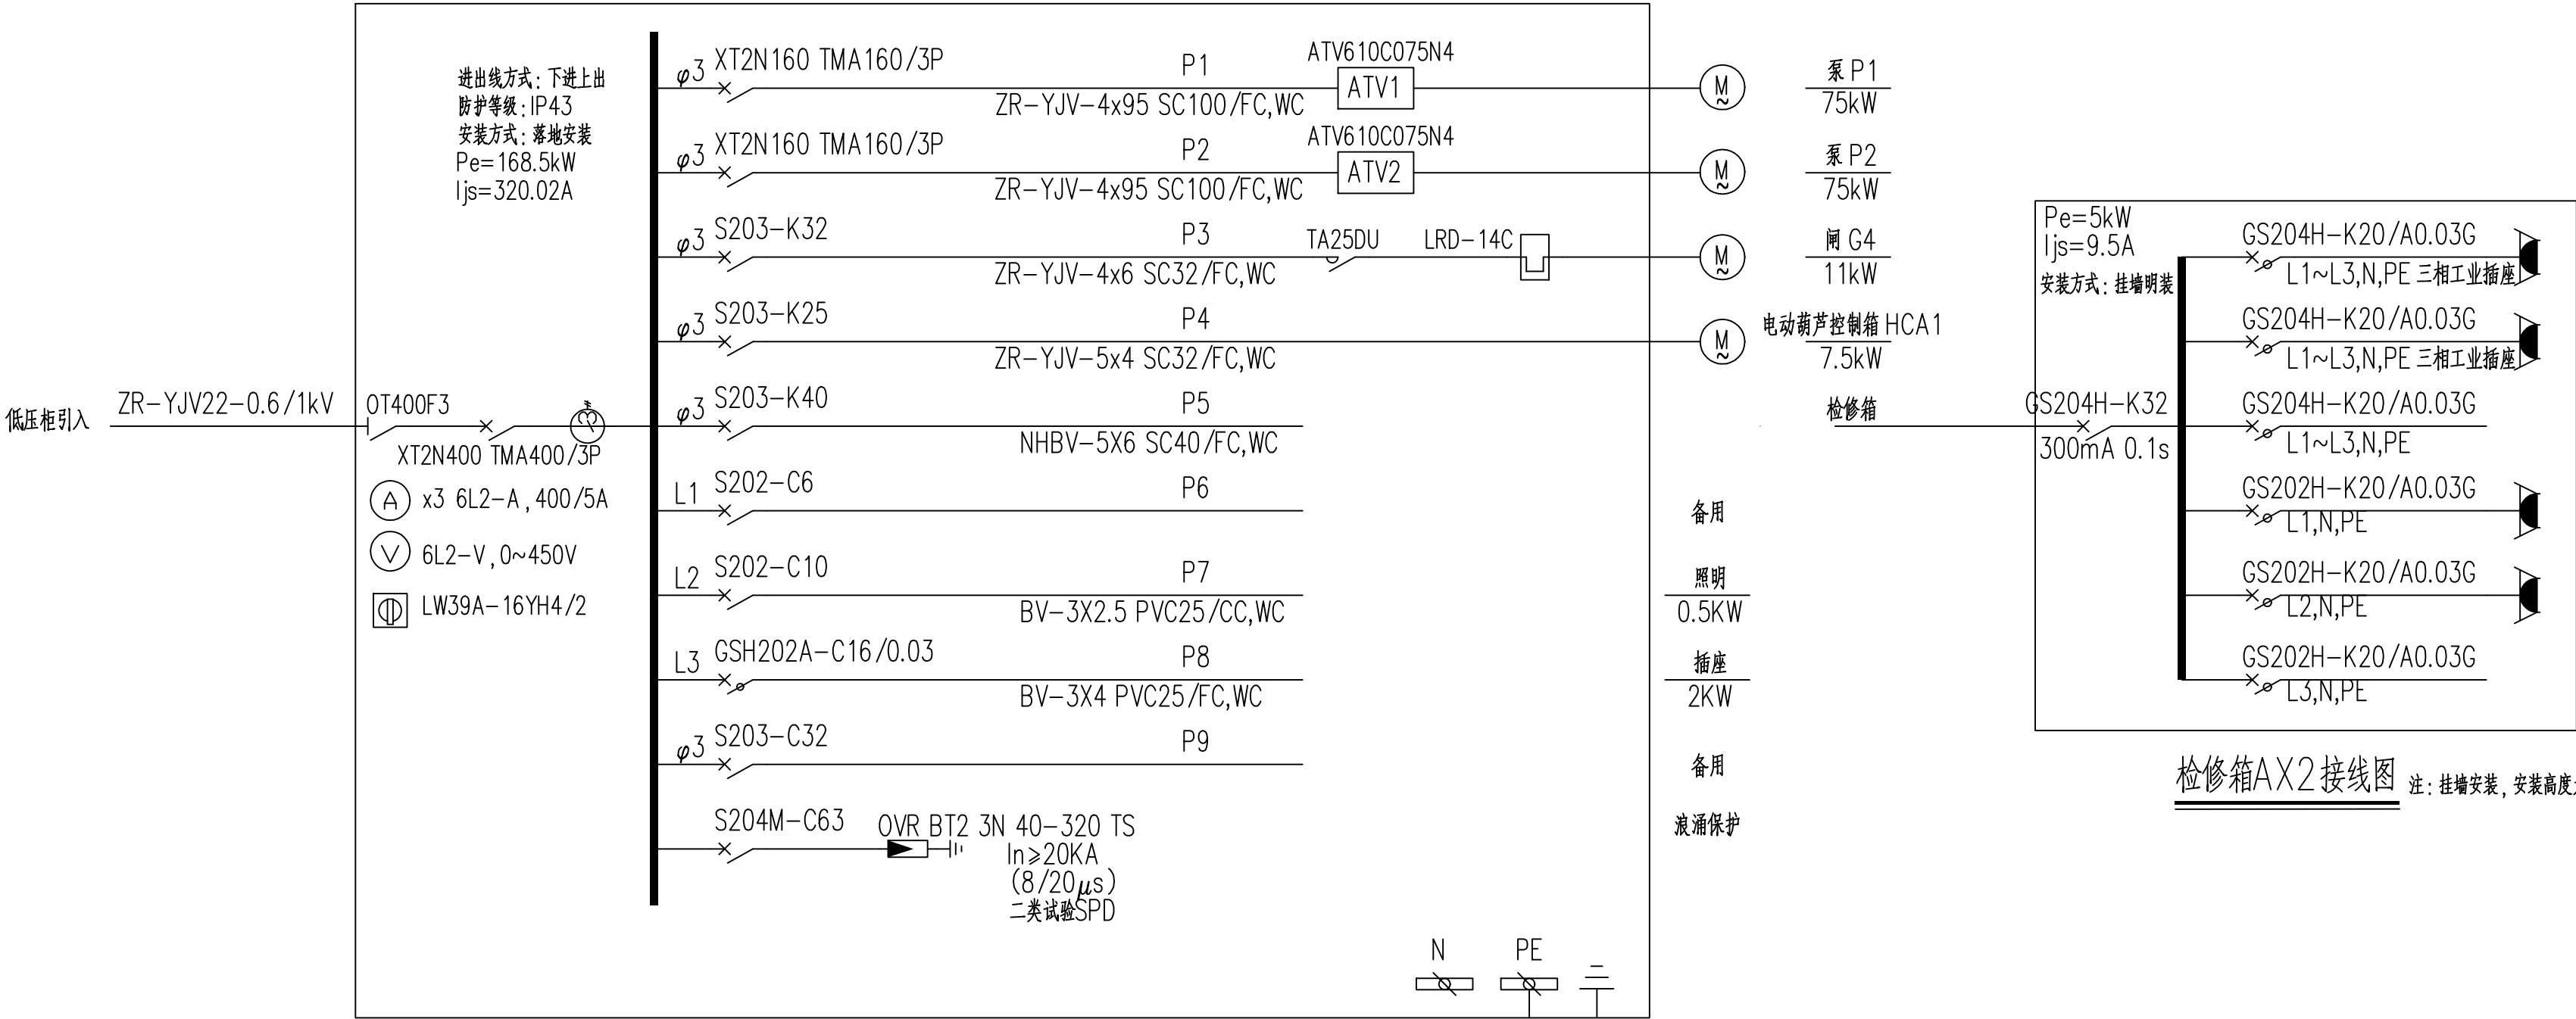 进出线方式：下进上出
防护等级：IP43
安装方式：落地安装
Pe=168.5kW
Ijs=320.02A
低压柜引入
ZR-YJV22-0.6/1kV
OT400F3
XT2N400 TMA400/3P
A x3 6L2-A,400/5A
V 6L2-V,0~450V
LW39A-16YH4/2
φ3 XT2N160 TMA160/3P P1 ATV610C075N4
ZR-YJV-4x95 SC100/FC,WC ATV1 M~ 泵 P1
75kW
φ3 XT2N160 TMA160/3P P2 ATV610C075N4
ZR-YJV-4x95 SC100/FC,WC ATV2 M~ 泵 P2
75kW
φ3 S203-K32 P3 TA25DU LRD-14C M~ 闸 G4
ZR-YJV-4x6 SC32/FC,WC 11kW
φ3 S203-K25 P4 M~ 电动葫芦控制箱 HCA1
ZR-YJV-5x4 SC32/FC,WC 7.5kW
φ3 S203-K40 P5 检修箱
NHBV-5X6 SC40/FC,WC
L1 S202-C6 P6 备用
L2 S202-C10 P7 照明
BV-3X2.5 PVC25/CC,WC 0.5KW
L3 GSH202A-C16/0.03 P8 插座
BV-3X4 PVC25/FC,WC 2KW
φ3 S203-C32 P9 备用
S204M-C63 OVR BT2 3N 40-320 TS 浪涌保护
In≥20KA
(8/20μs)
二类试验SPD
N PE
Pe=5kW
Ijs=9.5A
安装方式：挂墙明装
GS204H-K32
300mA 0.1s
GS204H-K20/A0.03G
L1~L3,N,PE 三相工业插座
GS204H-K20/A0.03G
L1~L3,N,PE 三相工业插座
GS204H-K20/A0.03G
L1~L3,N,PE
GS202H-K20/A0.03G
L1,N,PE
GS202H-K20/A0.03G
L2,N,PE
GS202H-K20/A0.03G
L3,N,PE
检修箱AX2接线图 注：挂墙安装，安装高度